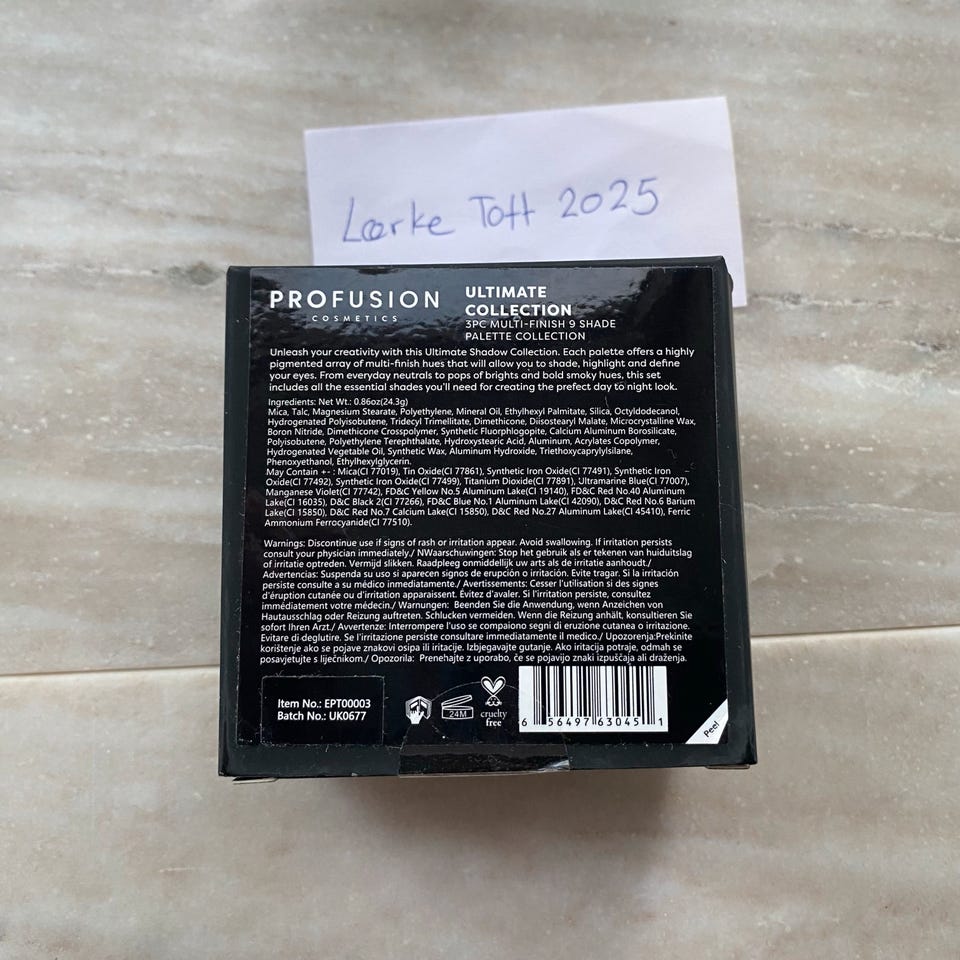 Lærke Toft 2025
PROFUSION
COSMETICS
ULTIMATE
COLLECTION
3PC MULTI-FINISH 9 SHADE
PALETTE COLLECTION
Unleash your creativity with this Ultimate Shadow Collection. Each palette offers a highly
pigmented array of multi-finish hues that will allow you to shade, highlight and define
your eyes. From everyday neutrals to pops of brights and bold smoky hues, this set
includes all the essential shades you'll need for creating the prefect day to night look.
Ingredients: Net Wt.: 0.86oz(24.3g)
Mica, Talc, Magnesium Stearate, Polyethylene, Mineral Oil, Ethylhexyl Palmitate, Silica, Octyldodecanol,
Hydrogenated Polyisobutene, Tridecyl Trimellitate, Dimethicone, Diisostearyl Malate, Microcrystalline Wax,
Boron Nitride, Dimethicone Crosspolymer, Synthetic Fluorphlogopite, Calcium Aluminum Borosilicate,
Polyisobutene, Polyethylene Terephthalate, Hydroxystearic Acid, Aluminum, Acrylates Copolymer,
Hydrogenated Vegetable Oil, Synthetic Wax, Aluminum Hydroxide, Triethoxycaprylylsilane,
Phenoxyethanol, Ethylhexylglycerin.
May Contain +- : Mica(CI 77019), Tin Oxide(CI 77861), Synthetic Iron Oxide(CI 77491), Synthetic Iron
Oxide(CI 77492), Synthetic Iron Oxide(CI 77499), Titanium Dioxide(CI 77891), Ultramarine Blue(CI 77007),
Manganese Violet(CI 77742), FD&C Yellow No.5 Aluminum Lake(CI 19140), FD&C Red No.40 Aluminum
Lake(CI 16035), D&C Black 2(CI 77266), FD&C Blue No.1 Aluminum Lake(CI 42090), D&C Red No.6 Barium
Lake(CI 15850), D&C Red No.7 Calcium Lake(CI 15850), D&C Red No.27 Aluminum Lake(CI 45410), Ferric
Ammonium Ferrocyanide(CI 77510).
Warnings: Discontinue use if signs of rash or irritation appear. Avoid swallowing. If irritation persists
consult your physician immediately./ NWaarschuwingen: Stop het gebruik als er tekenen van huiduitslag
of irritatie optreden. Vermijd slikken. Raadpleeg onmiddellijk uw arts als de irritatie aanhoudt./
Advertencias: Suspenda su uso si aparecen signos de erupción o irritación. Evite tragar. Si la irritación
persiste consulte a su médico inmediatamente./ Avertissements: Cesser l'utilisation si des signes
d'éruption cutanée ou d'irritation apparaissent. Évitez d'avaler. Si l'irritation persiste, consultez
immédiatement votre médecin./ Warnungen: Beenden Sie die Anwendung, wenn Anzeichen von
Hautausschlag oder Reizung auftreten. Schlucken vermeiden. Wenn die Reizung anhält, konsultieren Sie
sofort Ihren Arzt./ Avvertenze: Interrompere l'uso se compaiono segni di eruzione cutanea o irritazione.
Evitare di deglutire. Se l'irritazione persiste consultare immediatamente il medico./ Upozorenja:Prekinite
korištenje ako se pojave znakovi osipa ili iritacije. Izbjegavajte gutanje. Ako iritacija potraje, odmah se
posavjetujte s liječnikom./ Opozorila: Prenehajte z uporabo, če se pojavijo znaki izpuščaja ali draženja.
Item No.: EPT00003
Batch No.: UK0677
24M
cruelty
free
6 56497 63045 1
Peel